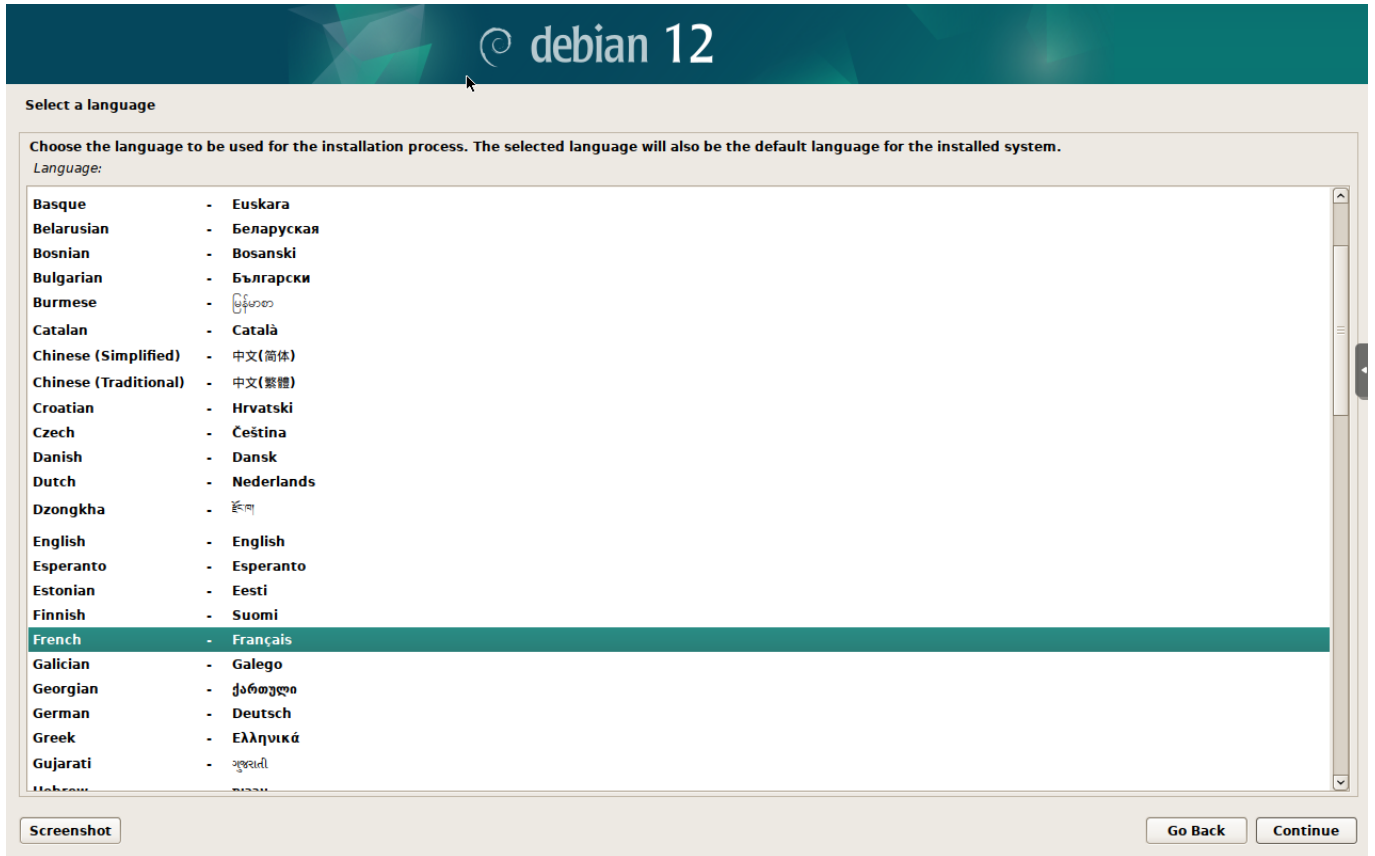 debian 12
Select a language
Choose the language to be used for the installation process. The selected language will also be the default language for the installed system.
Language:
Basque - Euskara
Belarusian - Беларуская
Bosnian - Bosanski
Bulgarian - Български
Burmese - မြန်မာစာ
Catalan - Català
Chinese (Simplified) - 中文(简体)
Chinese (Traditional) - 中文(繁體)
Croatian - Hrvatski
Czech - Čeština
Danish - Dansk
Dutch - Nederlands
Dzongkha - རྫོང་ཁ།
English - English
Esperanto - Esperanto
Estonian - Eesti
Finnish - Suomi
French - Français
Galician - Galego
Georgian - ქართული
German - Deutsch
Greek - Ελληνικά
Gujarati - ગુજરાતી
Screenshot Go Back Continue